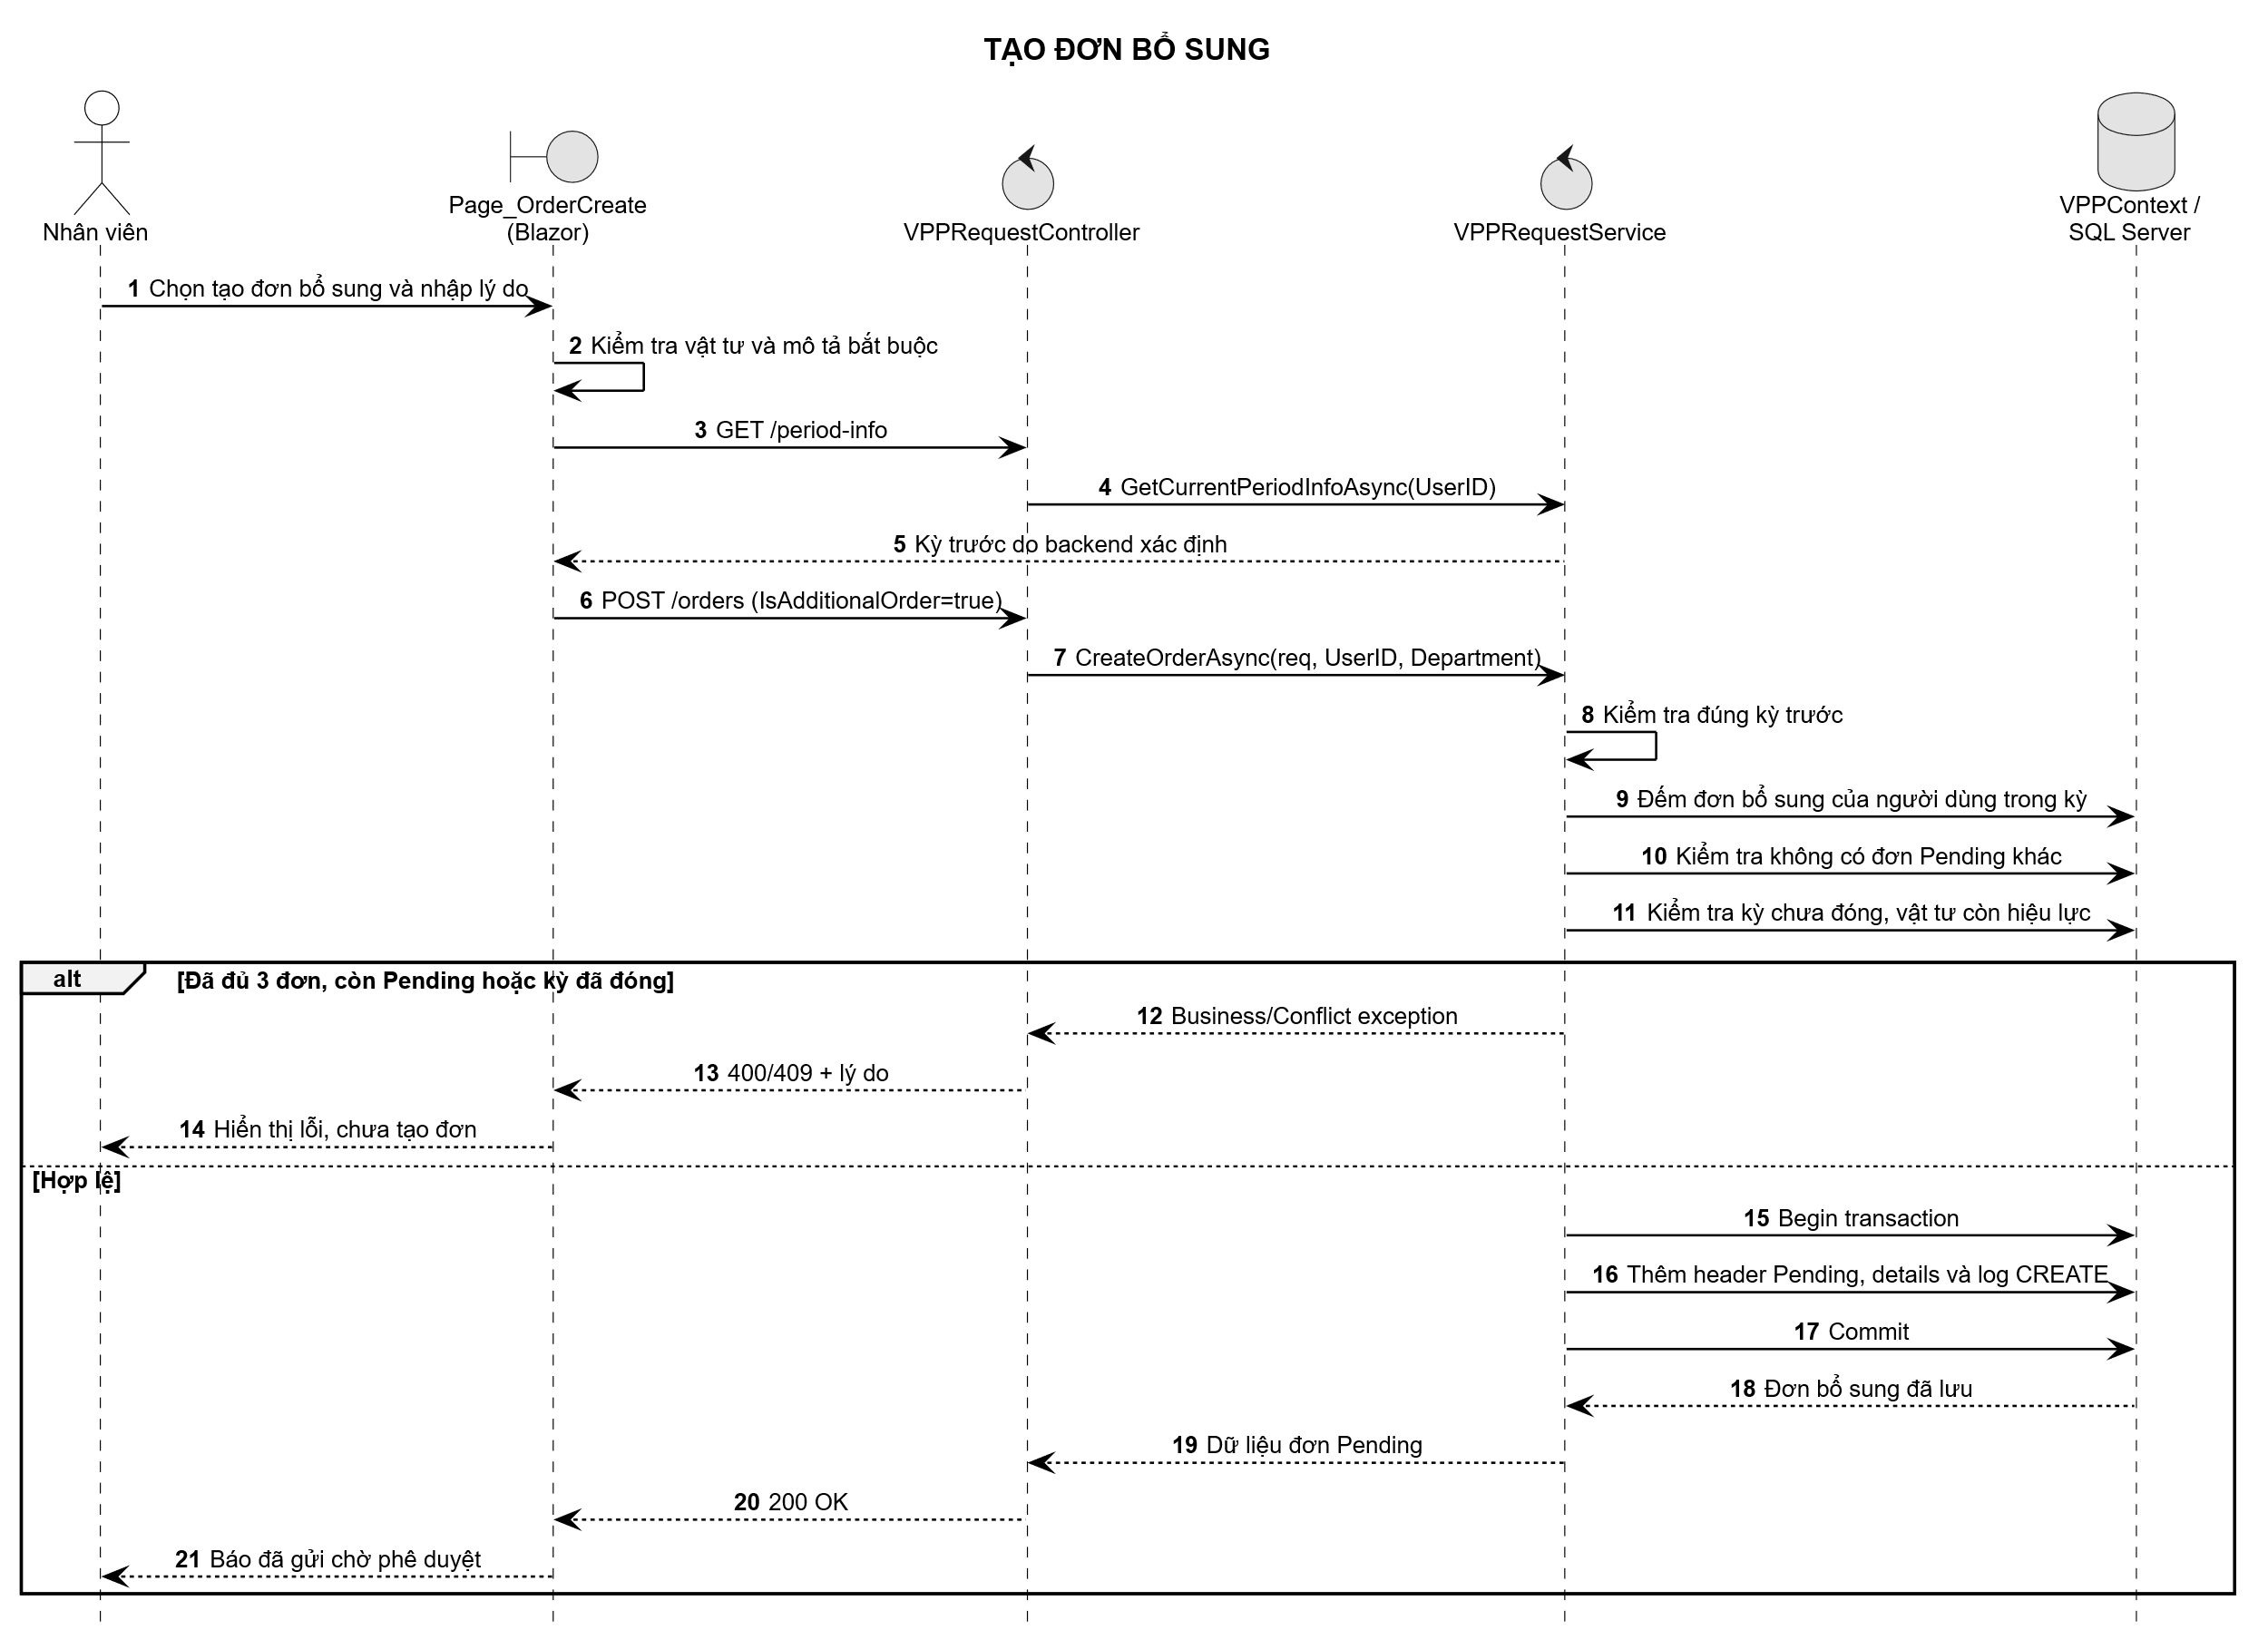 TẠO ĐƠN BỔ SUNG
Nhân viên
Page_OrderCreate
(Blazor)
VPPRequestController
VPPRequestService
VPPContext /
SQL Server
1 Chọn tạo đơn bổ sung và nhập lý do
2 Kiểm tra vật tư và mô tả bắt buộc
3 GET /period-info
4 GetCurrentPeriodInfoAsync(UserID)
5 Kỳ trước do backend xác định
6 POST /orders (IsAdditionalOrder=true)
7 CreateOrderAsync(req, UserID, Department)
8 Kiểm tra đúng kỳ trước
9 Đếm đơn bổ sung của người dùng trong kỳ
10 Kiểm tra không có đơn Pending khác
11 Kiểm tra kỳ chưa đóng, vật tư còn hiệu lực
alt [Đã đủ 3 đơn, còn Pending hoặc kỳ đã đóng]
12 Business/Conflict exception
13 400/409 + lý do
14 Hiển thị lỗi, chưa tạo đơn
[Hợp lệ]
15 Begin transaction
16 Thêm header Pending, details và log CREATE
17 Commit
18 Đơn bổ sung đã lưu
19 Dữ liệu đơn Pending
20 200 OK
21 Báo đã gửi chờ phê duyệt